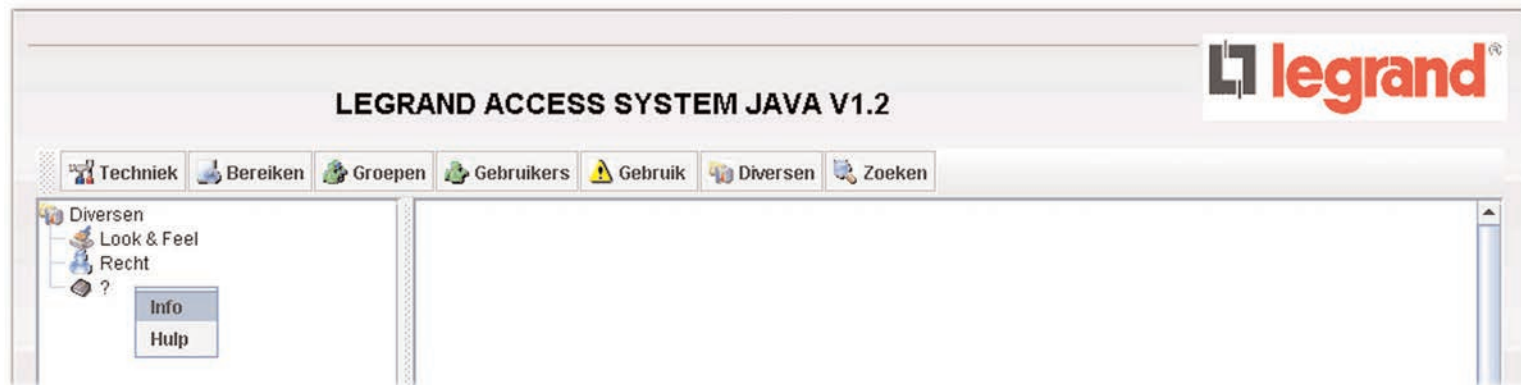 legrand®
LEGRAND ACCESS SYSTEM JAVA V1.2
Techniek Bereiken Groepen Gebruikers Gebruik Diversen Zoeken
Diversen
Look & Feel
Recht
?
Info
Hulp